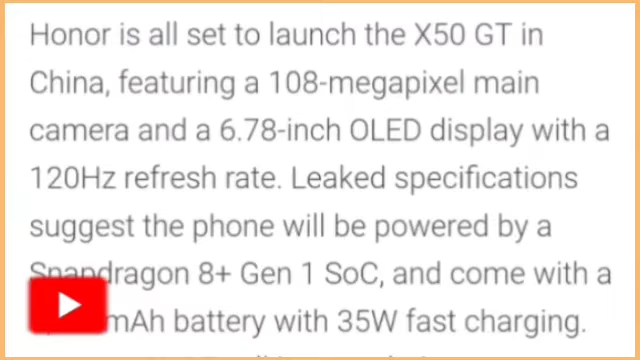 Honor is all set to launch the X50 GT in
China, featuring a 108-megapixel main
camera and a 6.78-inch OLED display with a
120Hz refresh rate. Leaked specifications
suggest the phone will be powered by a
Snapdragon 8+ Gen 1 SoC, and come with a
mAh battery with 35W fast charging.